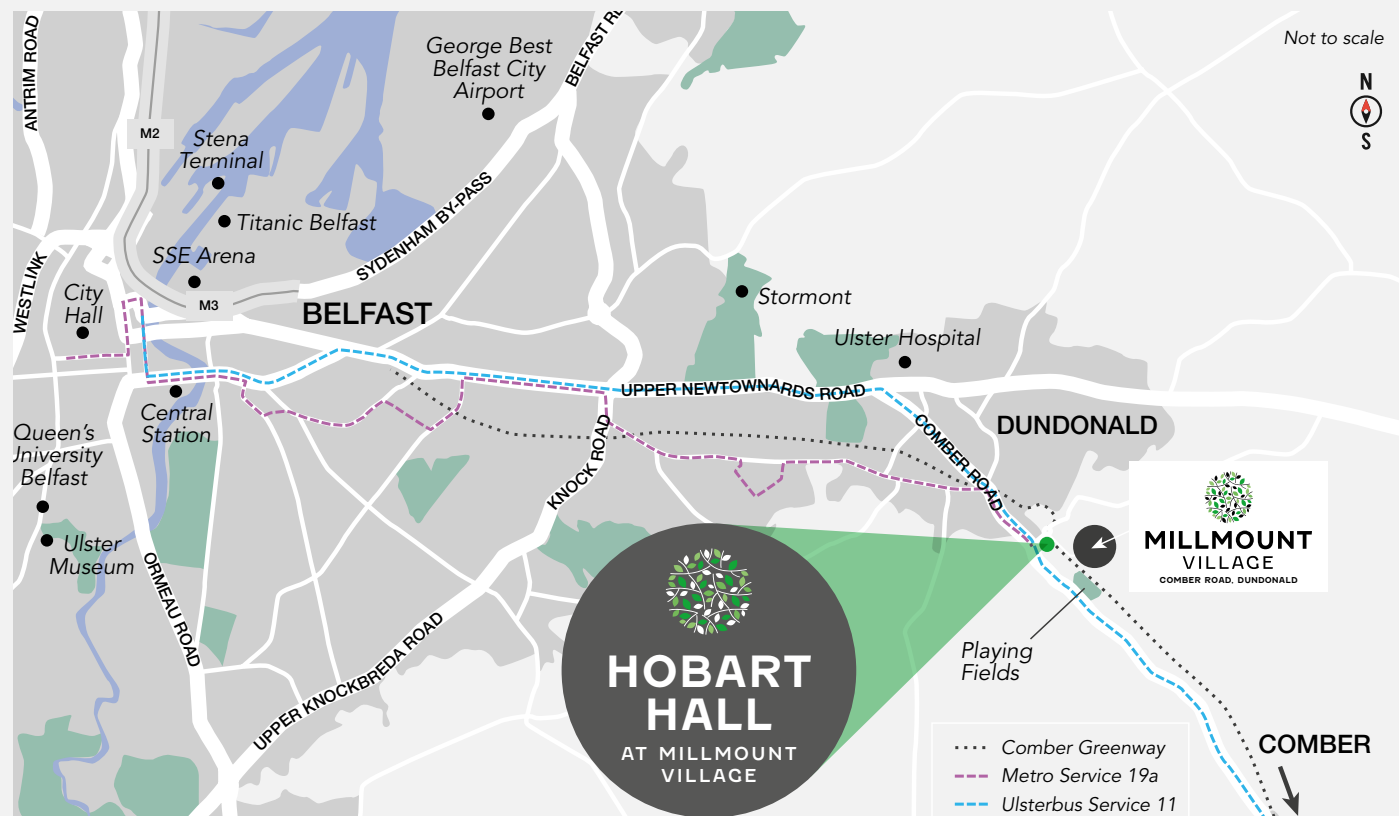 ANTRIM ROAD
M2
George Best
Belfast City
Airport
Not to scale
N
S
Stena
Terminal
Titanic Belfast
SSE Arena
SYDENHAM BY-PASS
WESTLINK
City
Hall
M3
BELFAST
Stormont
Ulster Hospital
UPPER NEWTOWNARDS ROAD
Central
Station
Queen's
University
Belfast
KNOCK ROAD
COMBER ROAD
DUNDONALD
MILLMOUNT
VILLAGE
COMBER ROAD, DUNDONALD
Ulster
Museum
ORMEAU ROAD
UPPER KNOCKBREDA ROAD
HOBART
HALL
AT MILLMOUNT
VILLAGE
Playing
Fields
Comber Greenway
Metro Service 19a
Ulsterbus Service 11
COMBER
BELFAST